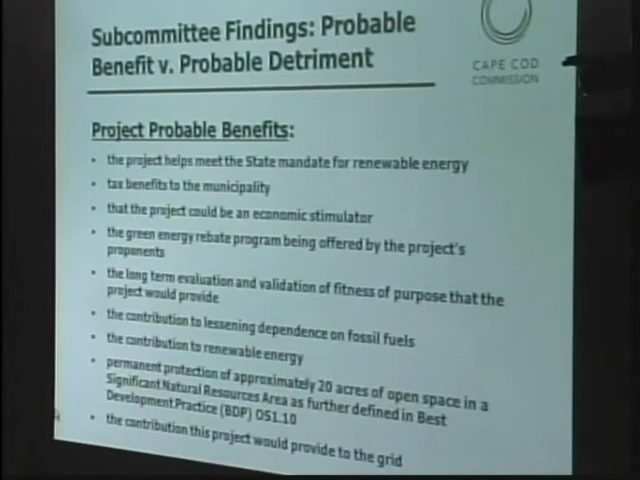 Subcommittee Findings: Probable
Benefit v. Probable Detriment
CAPE COD
COMMISSION
Project Probable Benefits:
• the project helps meet the State mandate for renewable energy
• tax benefits to the municipality
• that the project could be an economic stimulator
• the green energy rebate program being offered by the project's
proponents
• the long term evaluation and validation of fitness of purpose that the
project would provide
• the contribution to lessening dependence on fossil fuels
• the contribution to renewable energy
• permanent protection of approximately 20 acres of open space in a
Significant Natural Resources Area as further defined in Best
Development Practice (BDP) OS1.10
• the contribution this project would provide to the grid